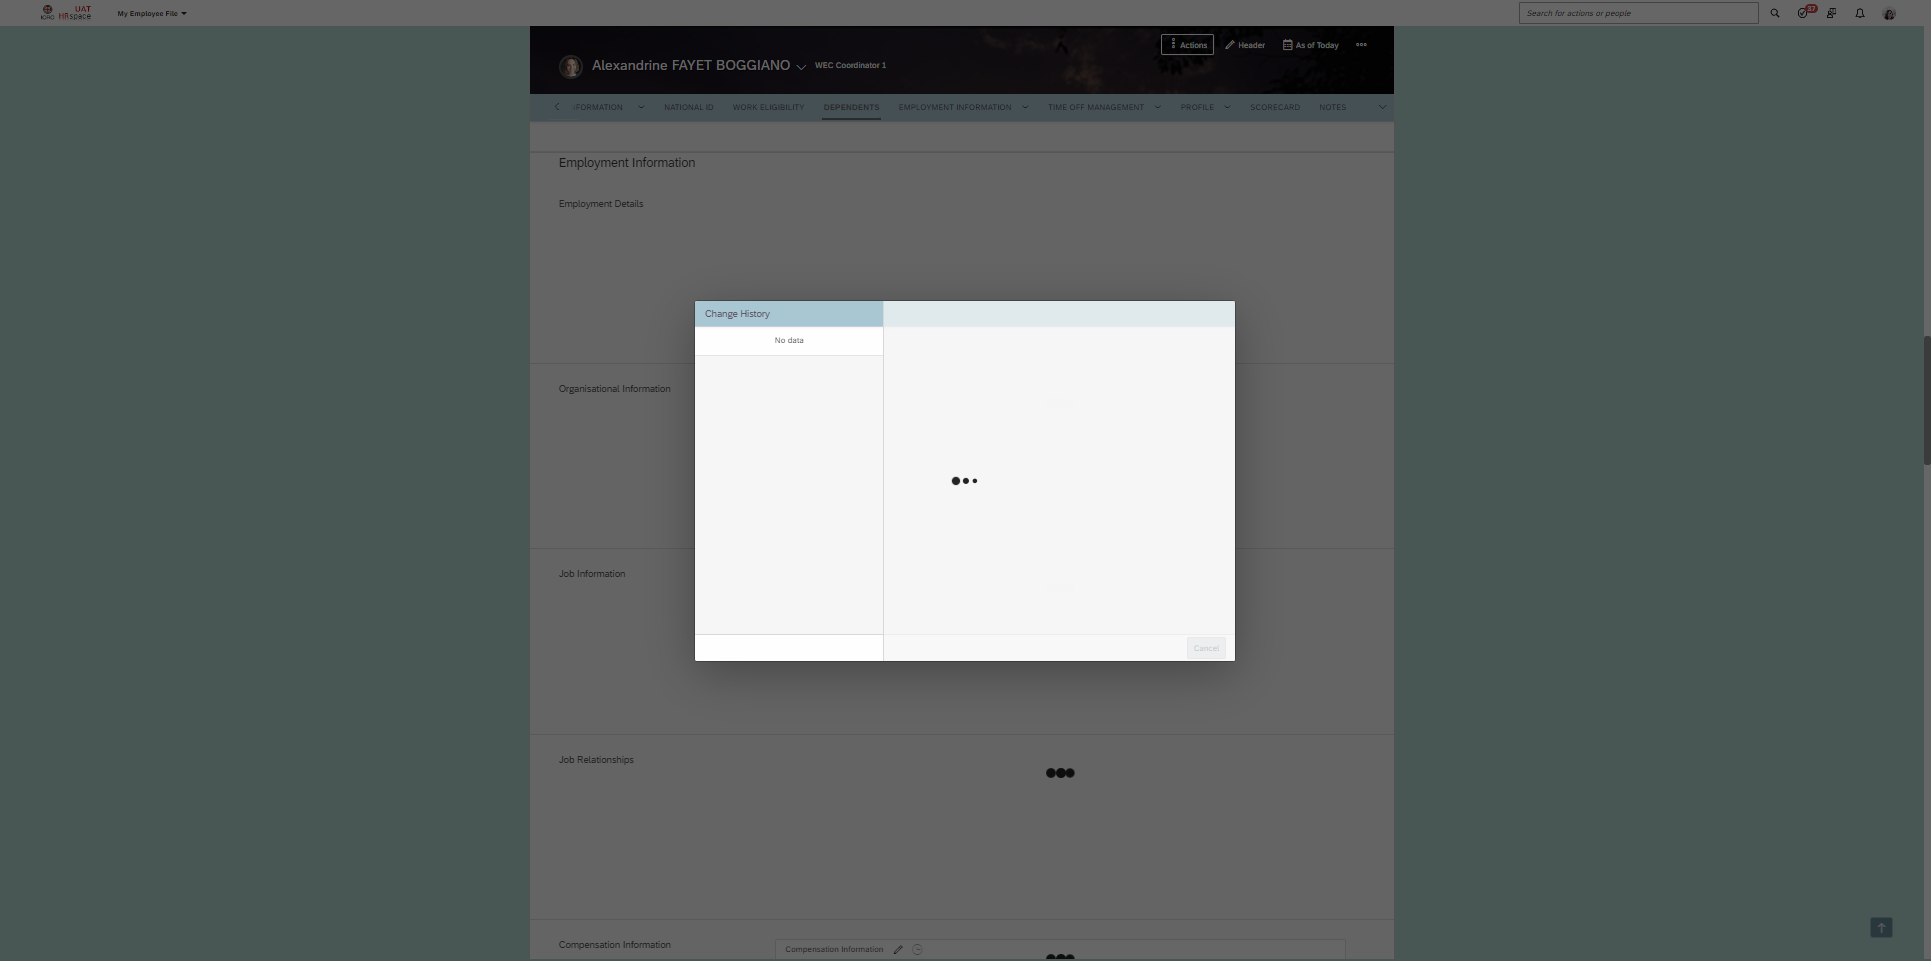 ICRC
UAT
HRspace
My Employee File
Search for actions or people
37
Actions
Header
As of Today
Alexandrine FAYET BOGGIANO
WEC Coordinator 1
IFORMATION
NATIONAL ID
WORK ELIGIBILITY
DEPENDENTS
EMPLOYMENT INFORMATION
TIME OFF MANAGEMENT
PROFILE
SCORECARD
NOTES
Employment Information
Employment Details
Change History
No data
Organisational Information
Job Information
Cancel
Job Relationships
Compensation Information
Compensation Information